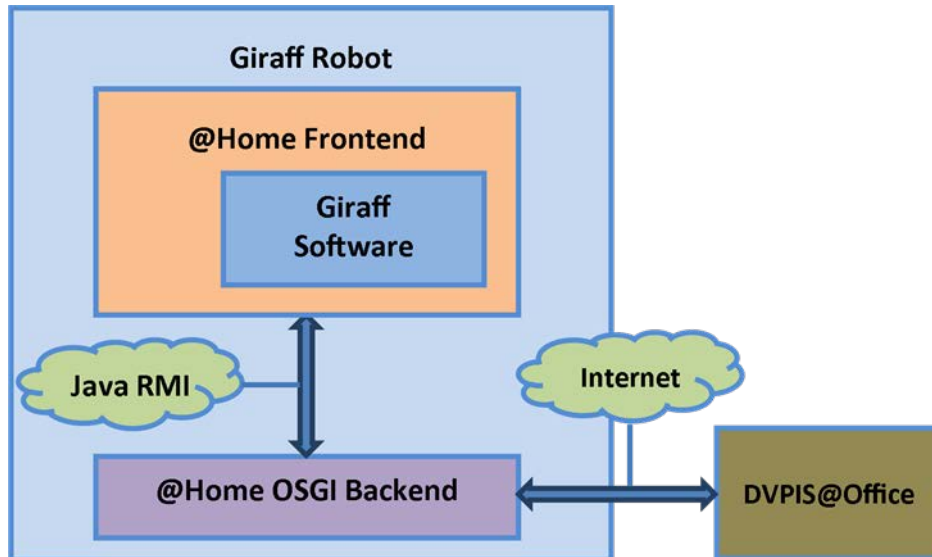 Giraff Robot
@Home Frontend
Giraff
Software
Java RMI
Internet
@Home OSGI Backend
DVPIS@Office